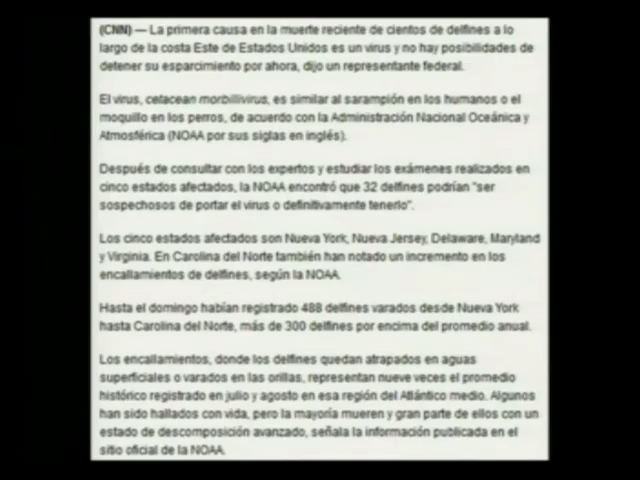 (CNN) — La primera causa en la muerte reciente de cientos de delfines a lo
largo de la costa Este de Estados Unidos es un virus y no hay posibilidades de
detener su esparcimiento por ahora, dijo un representante federal.
El virus, cetacean morbillivirus, es similar al sarampión en los humanos o el
moquillo en los perros, de acuerdo con la Administración Nacional Oceánica y
Atmosférica (NOAA por sus siglas en inglés).
Después de consultar con los expertos y estudiar los exámenes realizados en
cinco estados afectados, la NOAA encontró que 32 delfines podrían "ser
sospechosos de portar el virus o definitivamente tenerlo".
Los cinco estados afectados son Nueva York, Nueva Jersey, Delaware, Maryland
y Virginia. En Carolina del Norte también han notado un incremento en los
encallamientos de delfines, según la NOAA.
Hasta el domingo habían registrado 488 delfines varados desde Nueva York
hasta Carolina del Norte, más de 300 delfines por encima del promedio anual.
Los encallamientos, donde los delfines quedan atrapados en aguas
superficiales o varados en las orillas, representan nueve veces el promedio
histórico registrado en julio y agosto en esa región del Atlántico medio. Algunos
han sido hallados con vida, pero la mayoría mueren y gran parte de ellos con un
estado de descomposición avanzado, señala la información publicada en el
sitio oficial de la NOAA.